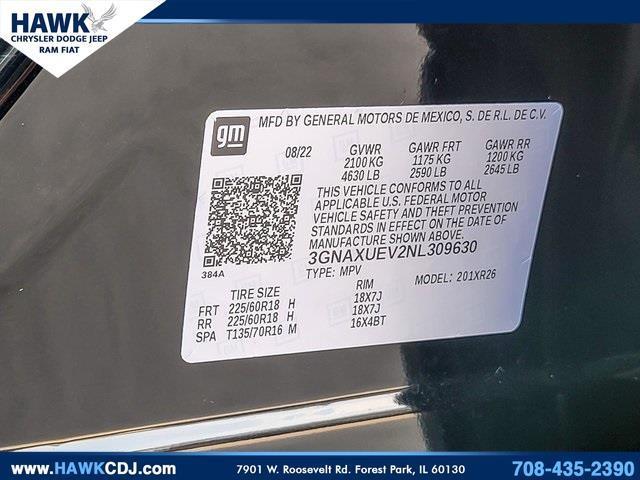 HAWK
CHRYSLER DODGE JEEP
RAM FIAT
gm
MFD BY GENERAL MOTORS DE MEXICO, S. DE R.L. DE C.V.
08/22 GVWR GAWR FRT GAWR RR
2100 KG 1175 KG 1200 KG
4630 LB 2590 LB 2645 LB
THIS VEHICLE CONFORMS TO ALL
APPLICABLE U.S. FEDERAL MOTOR
VEHICLE SAFETY AND THEFT PREVENTION
STANDARDS IN EFFECT ON THE DATE OF
MANUFACTURE SHOWN ABOVE.
3GNAXUEV2NL309630
384A
TYPE: MPV MODEL: 201XR26
TIRE SIZE RIM
FRT 225/60R18 H 18X7J
RR 225/60R18 H 18X7J
SPA T135/70R16 M 16X4BT
www.HAWKCDJ.com 7901 W. Roosevelt Rd. Forest Park, IL 60130 708-435-2390